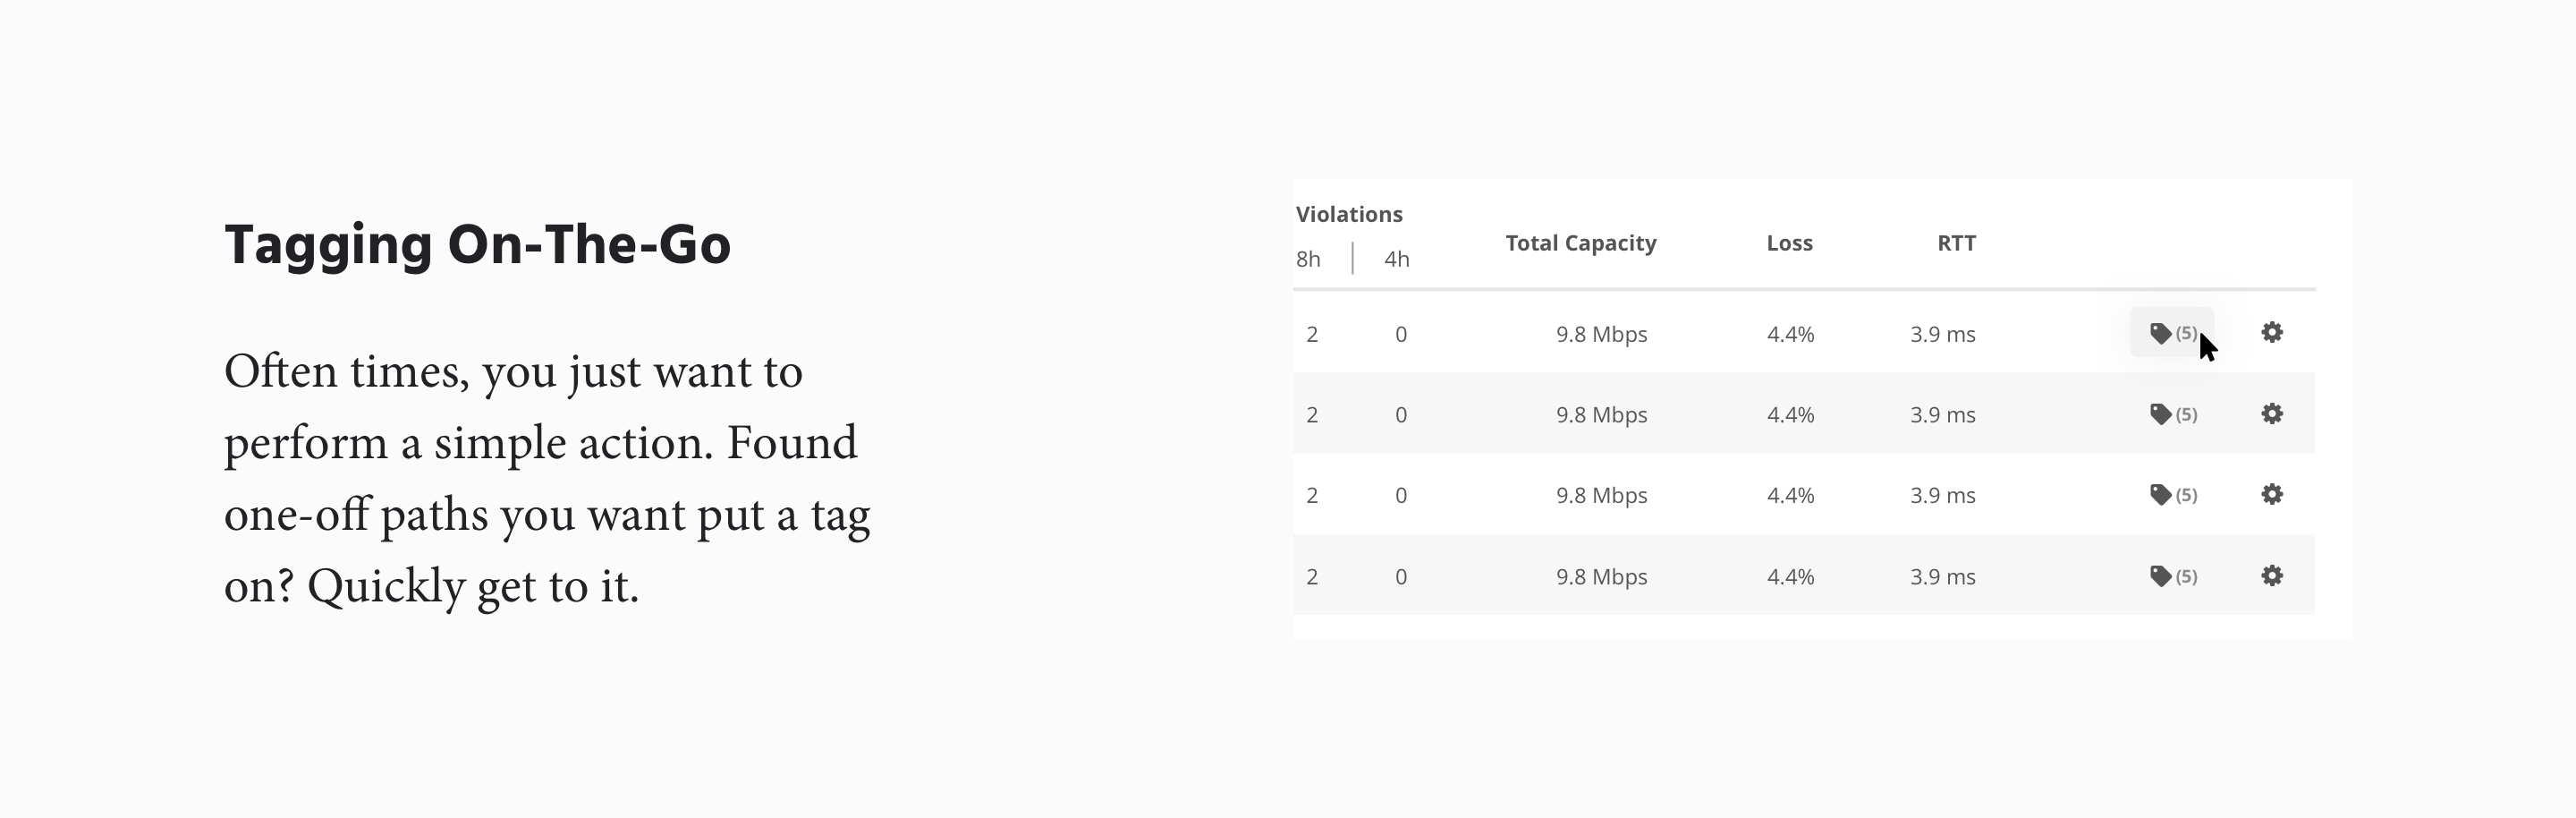 Tagging On-The-Go
Often times, you just want to
perform a simple action. Found
one-off paths you want put a tag
on? Quickly get to it.
Violations
8h | 4h Total Capacity Loss RTT
2 0 9.8 Mbps 4.4% 3.9 ms (5)
2 0 9.8 Mbps 4.4% 3.9 ms (5)
2 0 9.8 Mbps 4.4% 3.9 ms (5)
2 0 9.8 Mbps 4.4% 3.9 ms (5)